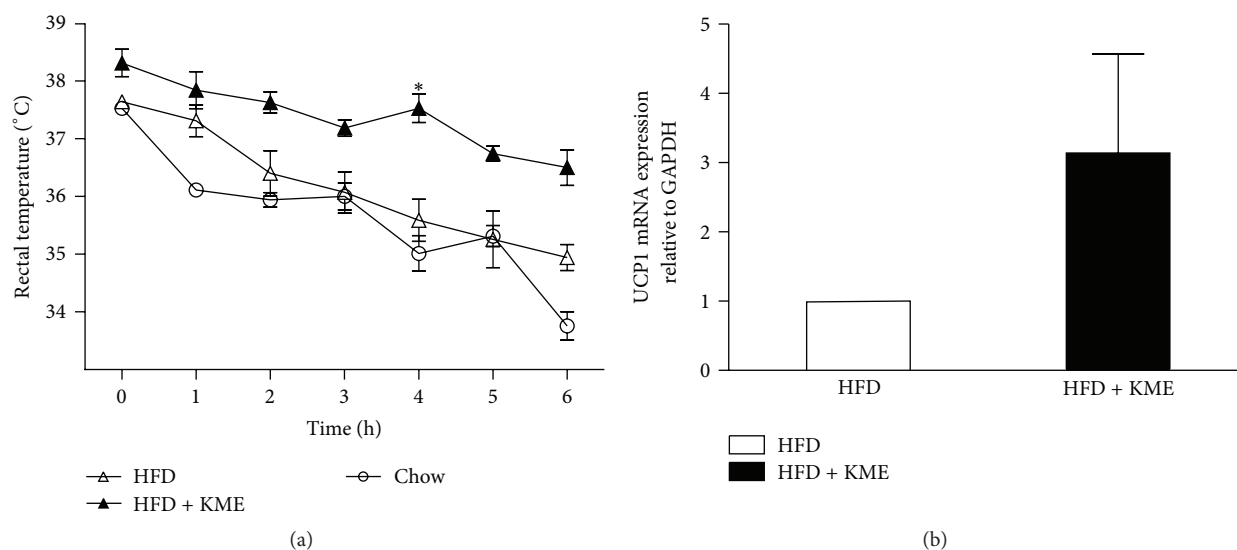 39
38
37
36
35
34
Rectal temperature (°C)
*
0 1 2 3 4 5 6
Time (h)
HFD
Chow
HFD + KME
(a)
5
4
3
2
1
0
UCP1 mRNA expression
relative to GAPDH
HFD
HFD + KME
HFD
HFD + KME
(b)